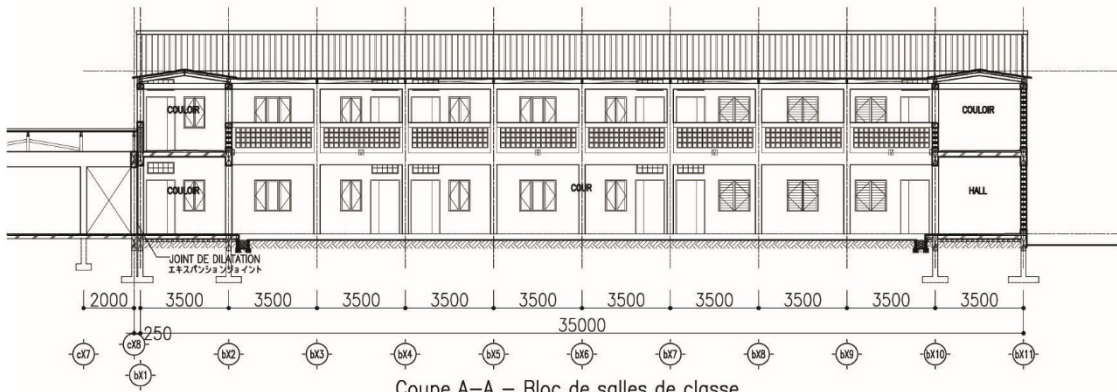 COULOIR COULOIR
COULOIR COUR HALL
JOINT DE DILATATION
エキスパンションジョイント
2000 3500 3500 3500 3500 3500 3500 3500 3500 3500 3500
250 35000
cX7 cX8 bX2 bX3 bX4 bX5 bX6 bX7 bX8 bX9 bX10 bX11
bX1
Coupe A-A – Bloc de salles de classe